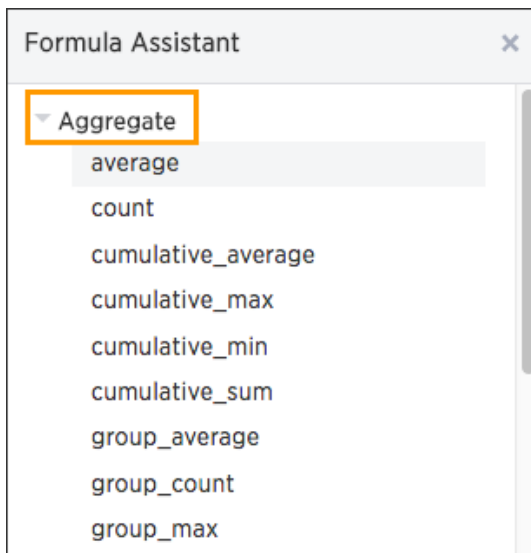 Formula Assistant ×
Aggregate
average
count
cumulative_average
cumulative_max
cumulative_min
cumulative_sum
group_average
group_count
group_max